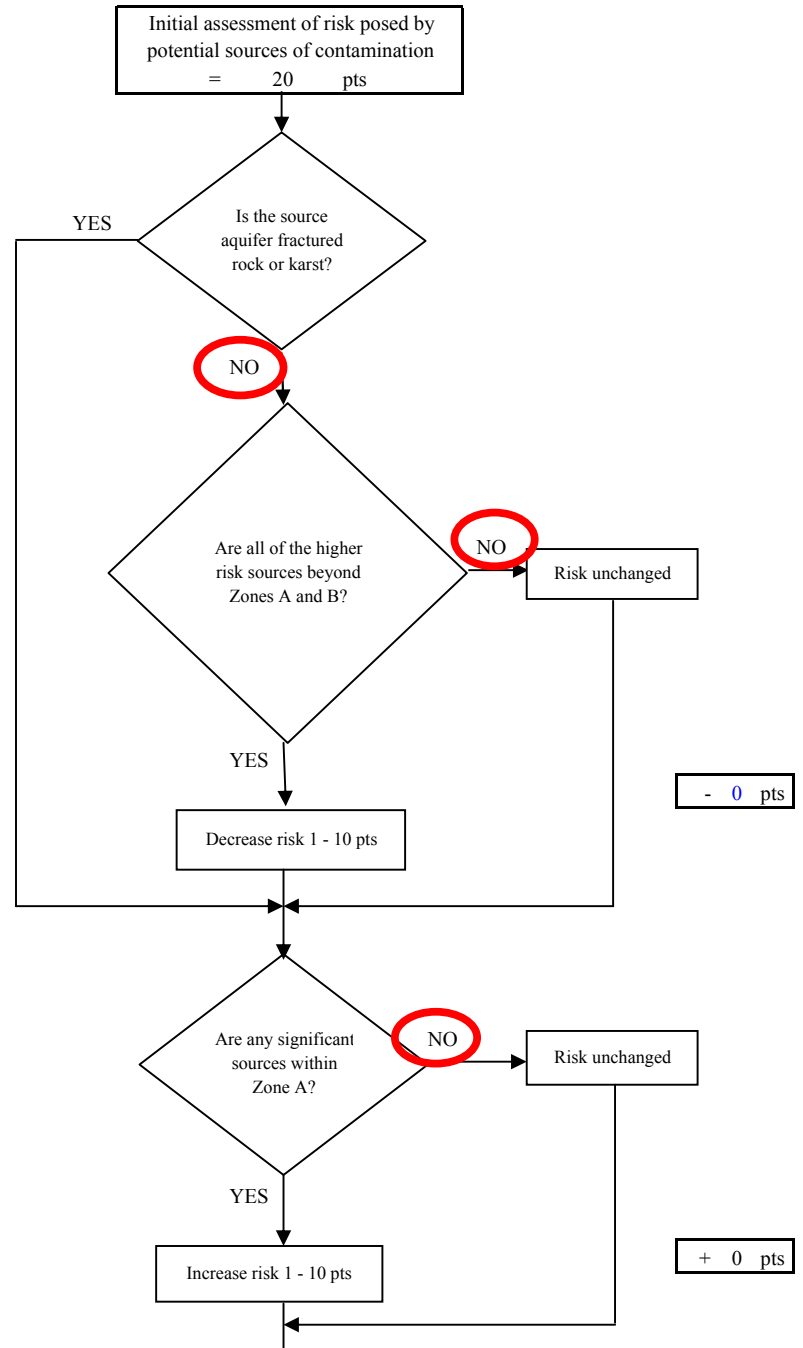 Initial assessment of risk posed by
potential sources of contamination
= 20 pts
YES
Is the source
aquifer fractured
rock or karst?
NO
Are all of the higher
risk sources beyond
Zones A and B?
NO
Risk unchanged
YES
- 0 pts
Decrease risk 1 - 10 pts
Are any significant
sources within
Zone A?
NO
Risk unchanged
YES
+ 0 pts
Increase risk 1 - 10 pts